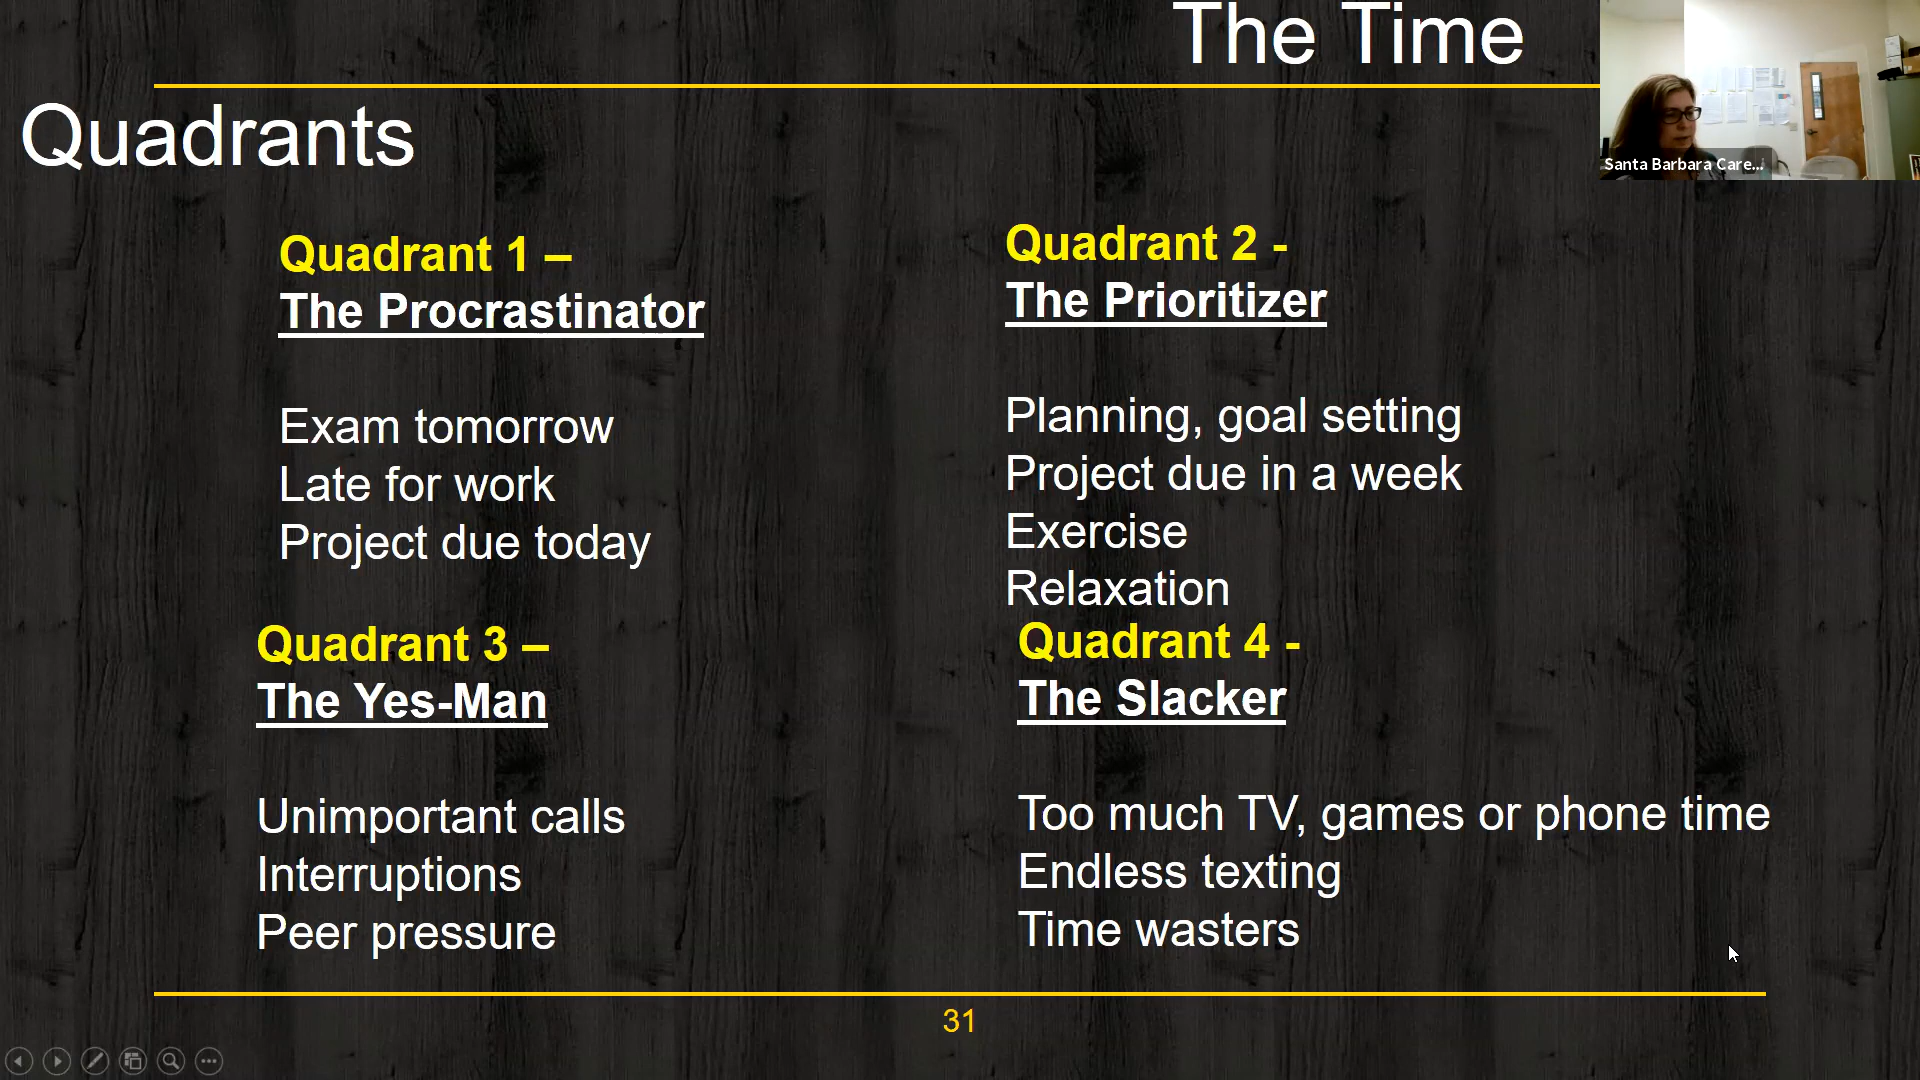 The Time
Quadrants
Santa Barbara Care...
Quadrant 1 –
The Procrastinator
Exam tomorrow
Late for work
Project due today
Quadrant 2 -
The Prioritizer
Planning, goal setting
Project due in a week
Exercise
Relaxation
Quadrant 3 –
The Yes-Man
Unimportant calls
Interruptions
Peer pressure
Quadrant 4 -
The Slacker
Too much TV, games or phone time
Endless texting
Time wasters
31